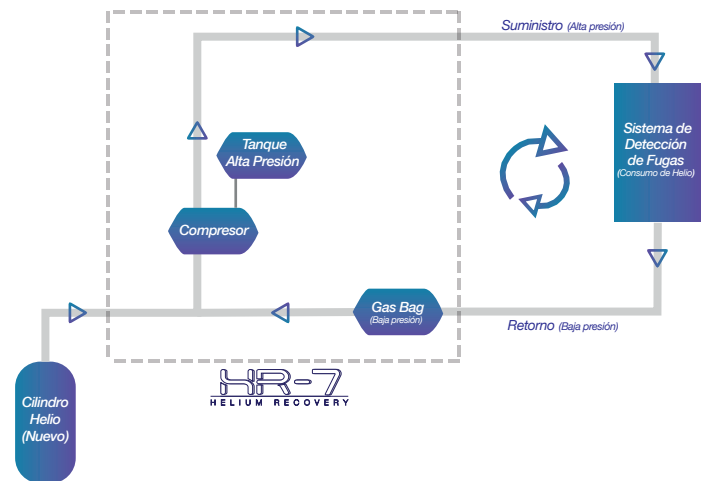 Suministro (Alta presión)
Tanque
Alta Presión
Sistema de
Detección
de Fugas
(Consumo de Helio)
Compresor
Gas Bag
(Baja presión)
Retorno (Baja presión)
HR-7
HELIUM RECOVERY
Cilindro
Helio
(Nuevo)